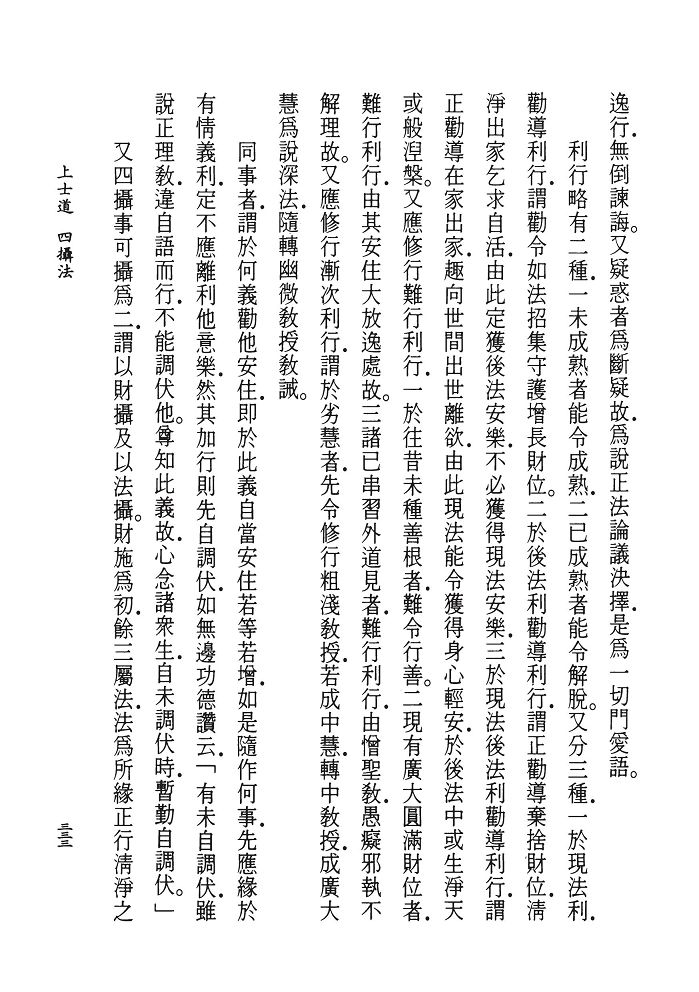 逸行．無倒諫誨。又疑惑者爲斷疑故．爲說正法論議決擇．是爲一切門愛語。
利行略有二種．一未成熟者能令成熟．二已成熟者能令解脫。又分三種．一於現法利．
勸導利行．謂勸令如法招集守護增長財位。二於後法利勸導利行．謂正勸導棄捨財位．淸
淨出家乞求自活．由此定獲後法安樂．不必獲得現法安樂．三於現法後法利勸導利行．謂
正勸導在家出家．趣向世間出世離欲．由此現法能令獲得身心輕安．於後法中或生淨天
或般涅槃。又應修行難行利行．一於往昔未種善根者．難令行善。二現有廣大圓滿財位者．
難行利行．由其安住大放逸處故。三諸已串習外道見者．難行利行．由憎聖敎．愚癡邪執不
解理故。又應修行漸次利行．謂於劣慧者．先令修行粗淺敎授．若成中慧．轉中敎授．成廣大
慧爲說深法．隨轉幽微敎授敎誡。
同事者．謂於何義勸他安住．卽於此義自當安住若等若增．如是隨作何事．先應緣於
有情義利．定不應離利他意樂．然其加行則先自調伏．如無邊功德讚云．「有未自調伏．雖
說正理敎．違自語而行．不能調伏他。尊知此義故．心念諸衆生．自未調伏時．暫勤自調伏。」
又四攝事可攝爲二．謂以財攝及以法攝。財施爲初．餘三屬法．法爲所緣正行淸淨之
上士道　四攝法
三三三